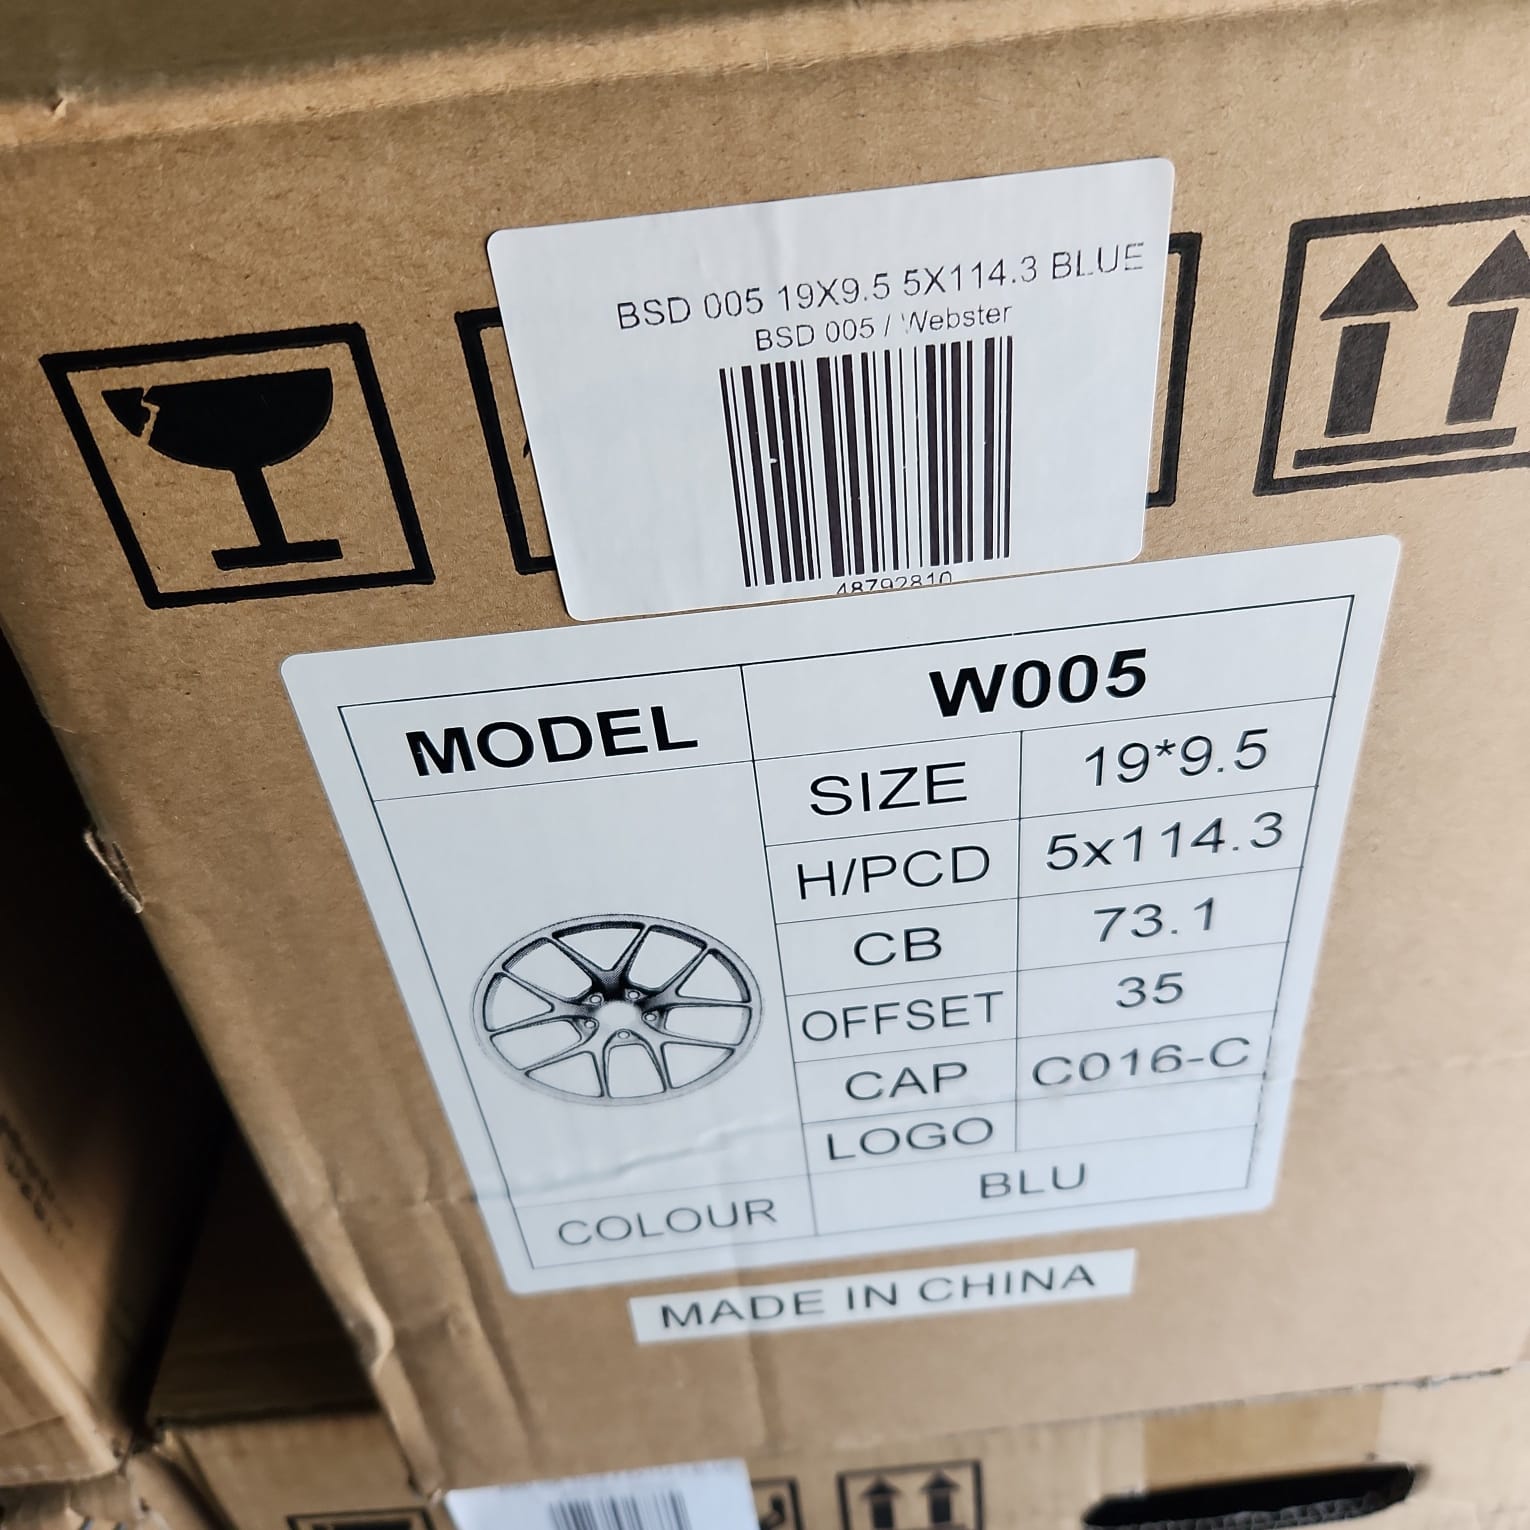 BSD 005 19X9.5 5X114.3 BLUE
BSD 005 / Webster
48792810
MODEL W005
SIZE 19*9.5
H/PCD 5x114.3
CB 73.1
OFFSET 35
CAP C016-C
LOGO
COLOUR BLU
MADE IN CHINA